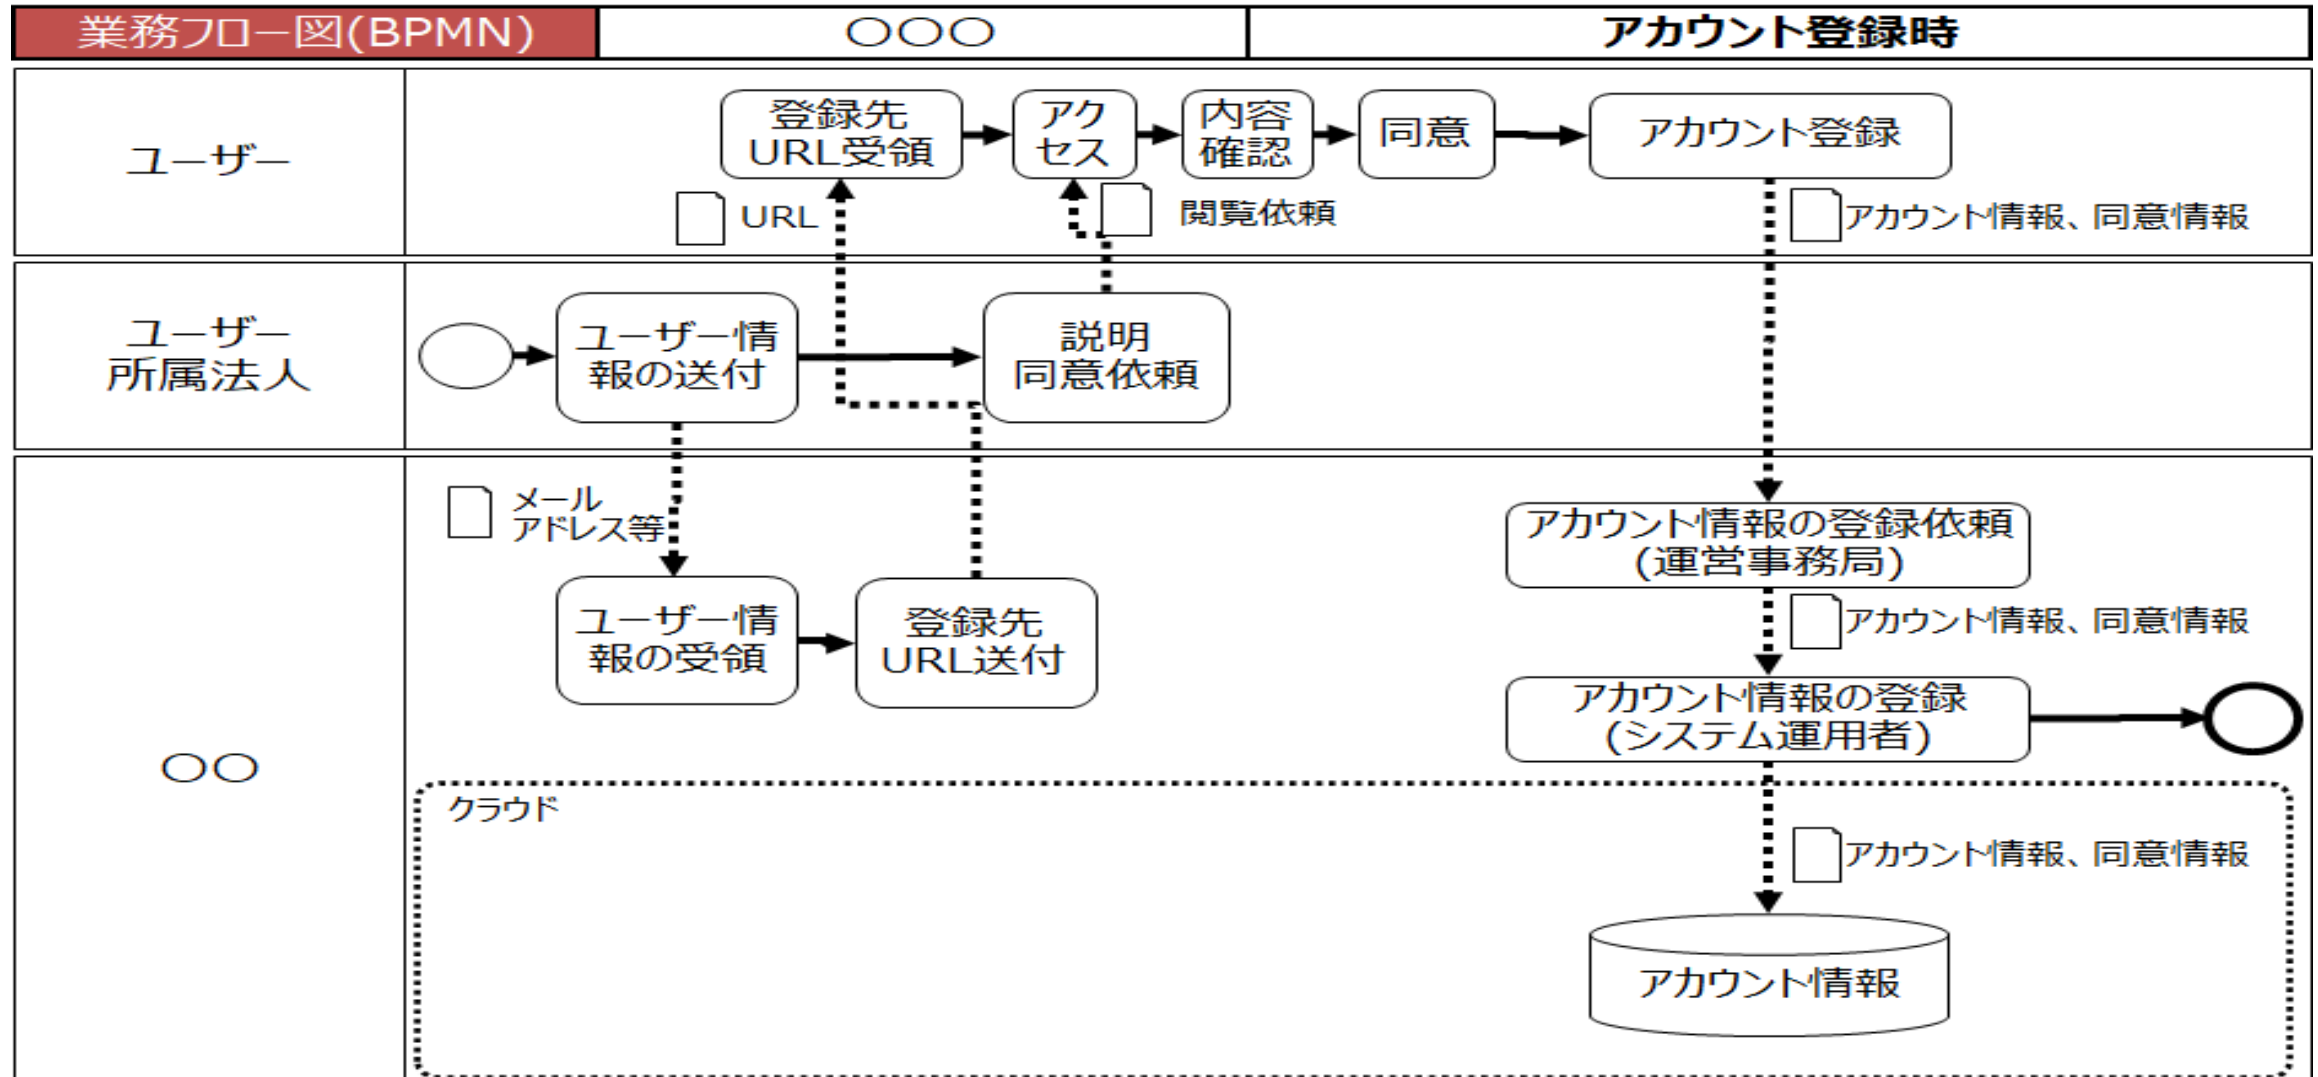 業務フロー図(BPMN)
〇〇〇
アカウント登録時
ユーザー
登録先
URL受領
アク
セス
内容
確認
同意
アカウント登録
URL
閲覧依頼
アカウント情報、同意情報
ユーザー
所属法人
ユーザー情
報の送付
説明
同意依頼
〇〇
メール
アドレス等
ユーザー情
報の受領
登録先
URL送付
アカウント情報の登録依頼
(運営事務局)
アカウント情報、同意情報
アカウント情報の登録
(システム運用者)
クラウド
アカウント情報、同意情報
アカウント情報